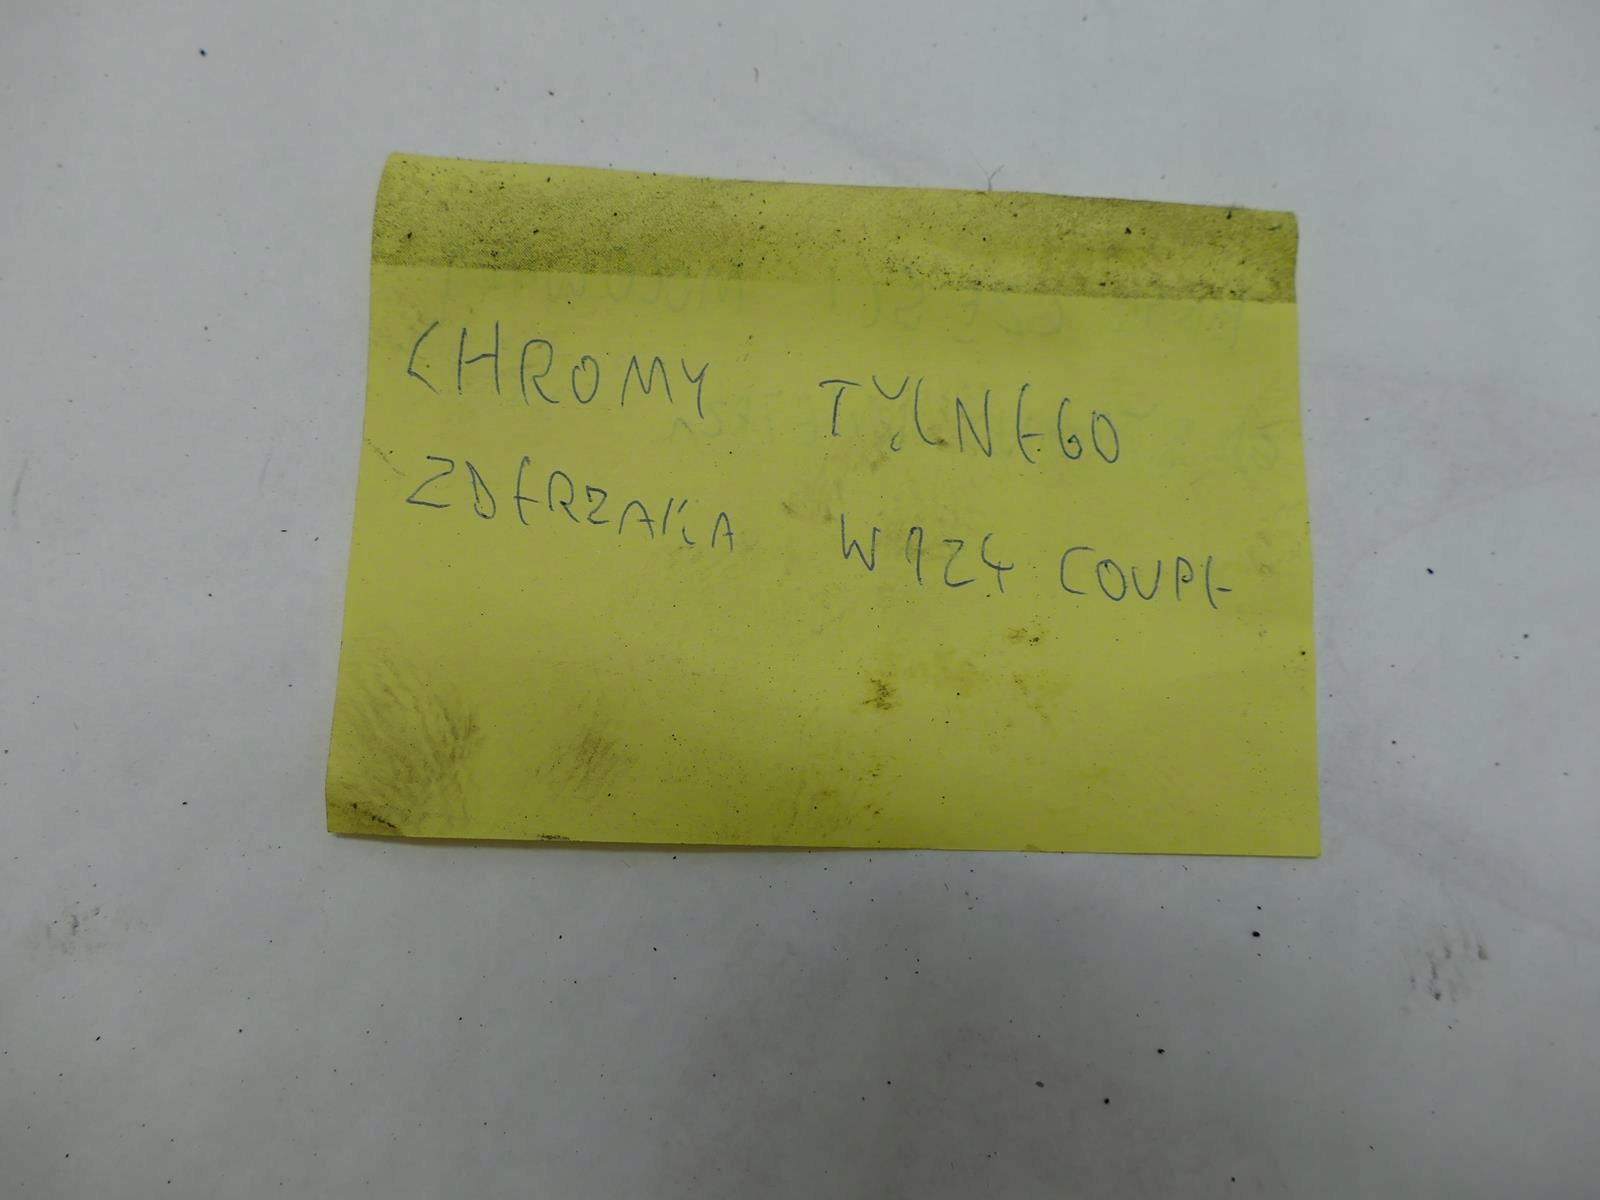 CHROMY TYLNEGO
ZDERZAKA W124 COUPE